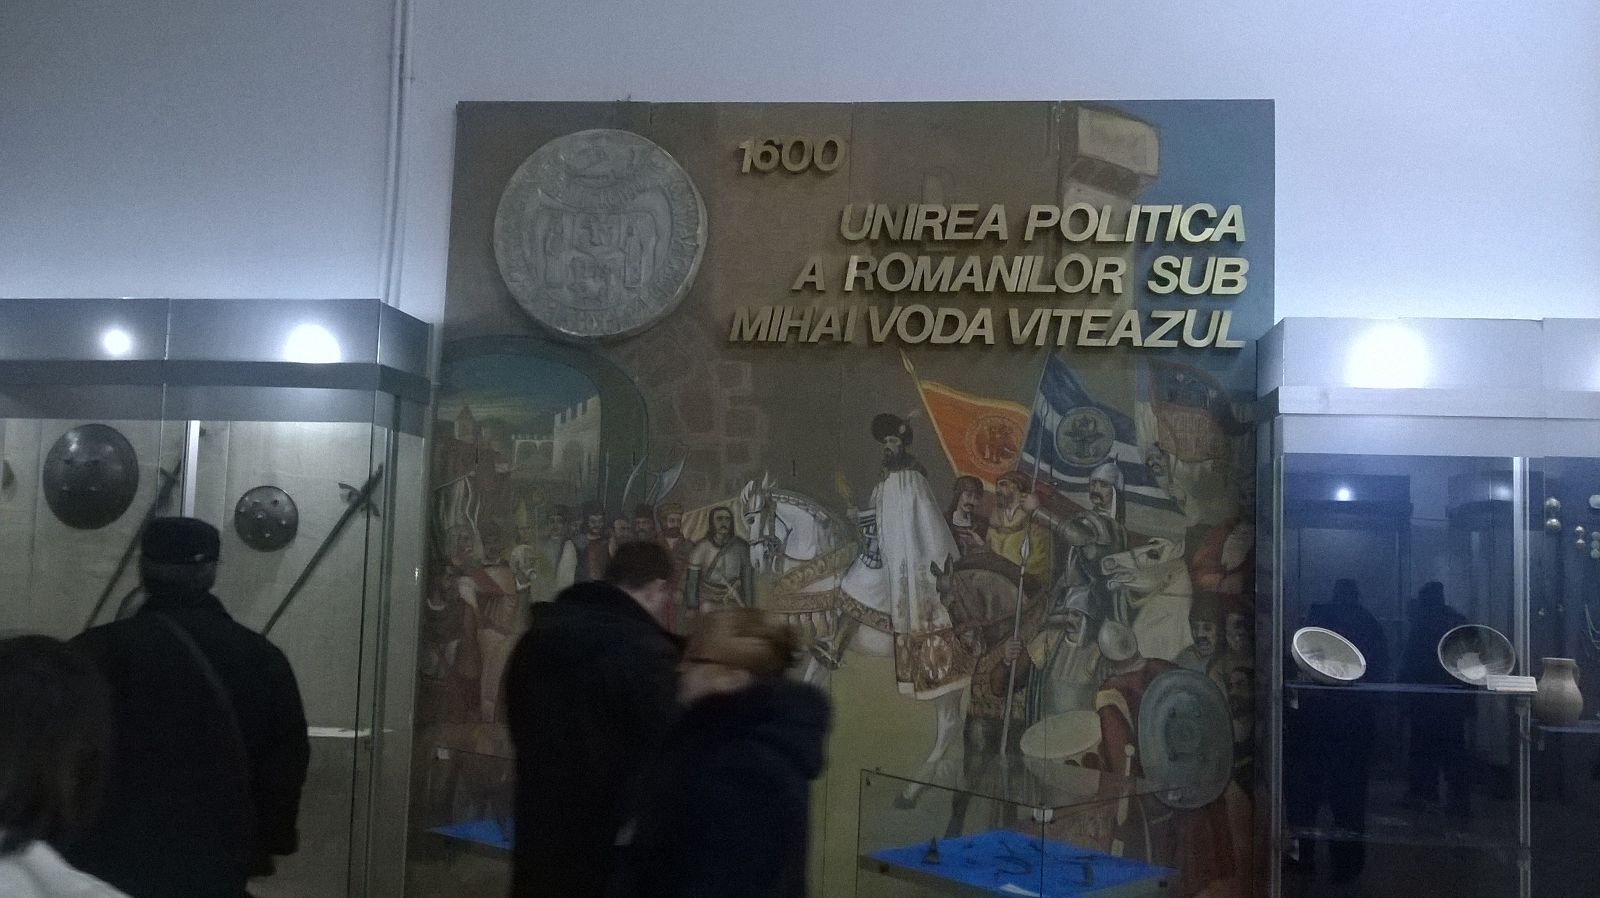 1600
UNIREA POLITICA
A ROMANILOR SUB
MIHAI VODA VITEAZUL